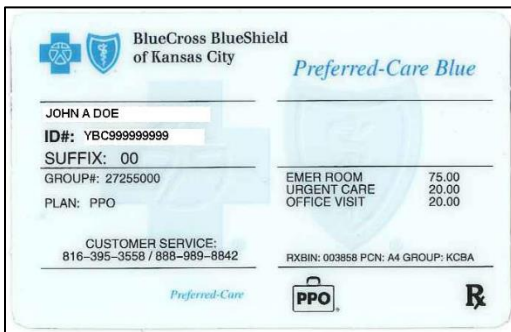 BlueCross BlueShield
of Kansas City
Preferred-Care Blue
JOHN A DOE
ID#: YBC999999999
SUFFIX: 00
GROUP#: 27255000
PLAN: PPO
EMER ROOM 75.00
URGENT CARE 20.00
OFFICE VISIT 20.00
CUSTOMER SERVICE:
816-395-3558 / 888-989-8842
RXBIN: 003858 PCN: A4 GROUP: KCBA
Preferred-Care
PPO
Rx